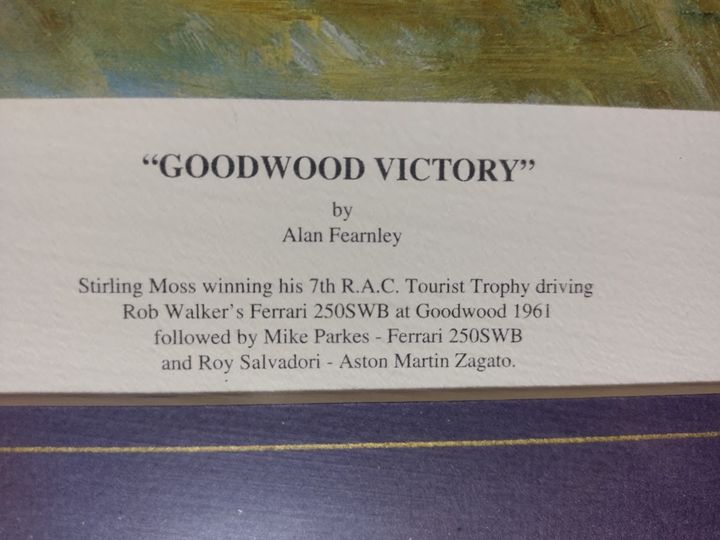 “GOODWOOD VICTORY”
by
Alan Fearnley
Stirling Moss winning his 7th R.A.C. Tourist Trophy driving
Rob Walker’s Ferrari 250SWB at Goodwood 1961
followed by Mike Parkes - Ferrari 250SWB
and Roy Salvadori - Aston Martin Zagato.